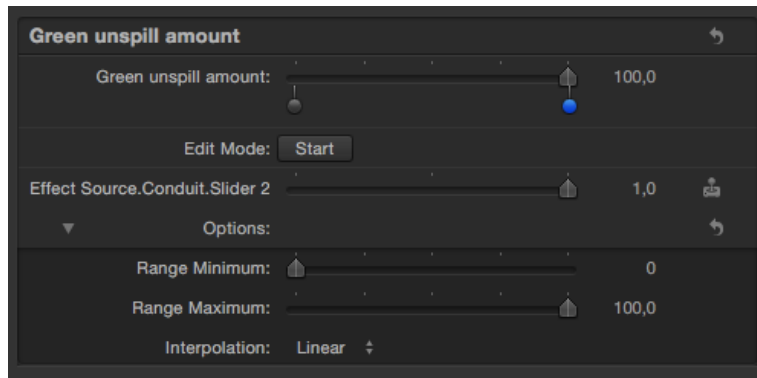 Green unspill amount
Green unspill amount: 100,0
Edit Mode: Start
Effect Source.Conduit.Slider 2 1,0
Options:
Range Minimum: 0
Range Maximum: 100,0
Interpolation: Linear